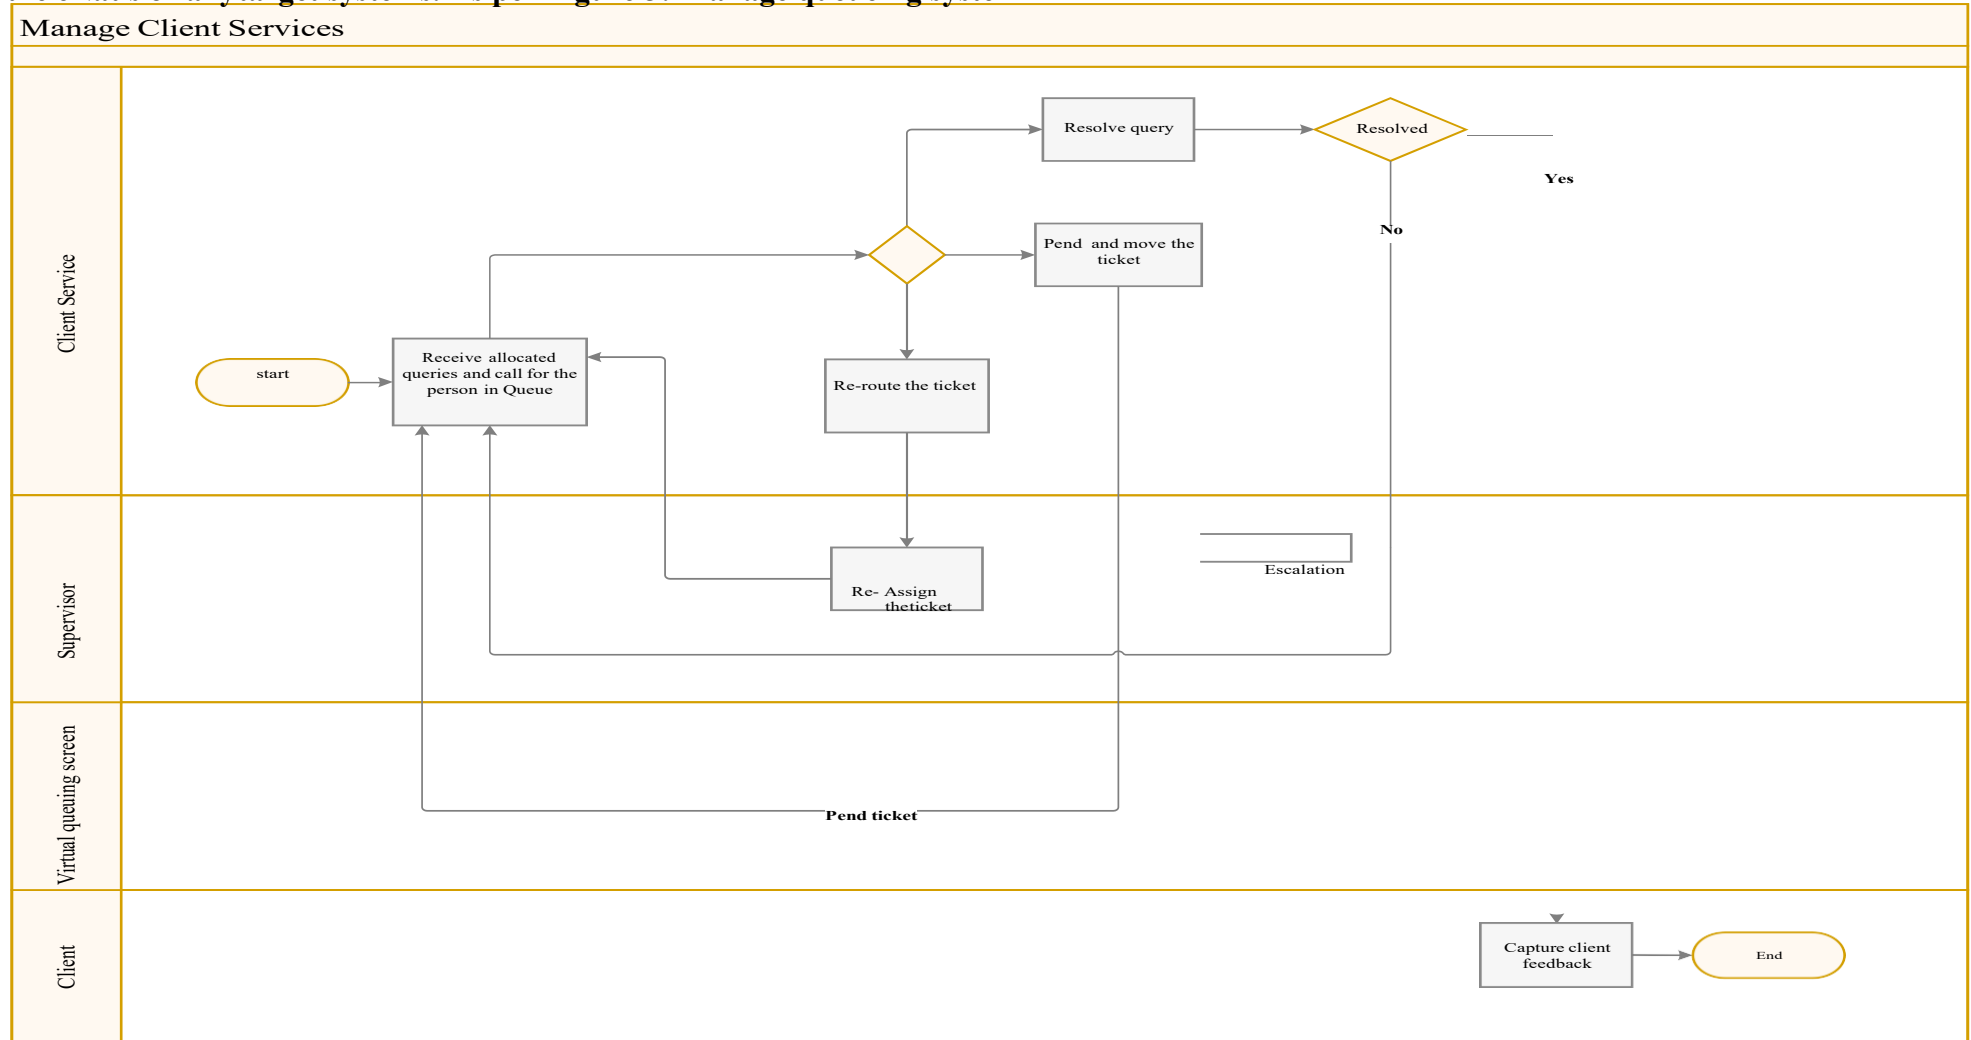 Manage Client Services
Client Service
Resolve query
Resolved
Yes
No
Pend and move the
ticket
Receive allocated
queries and call for the
person in Queue
start
Re-route the ticket
Supervisor
Escalation
Re- Assign
theticket
Virtual queuing screen
Pend ticket
Client
Capture client
feedback
End